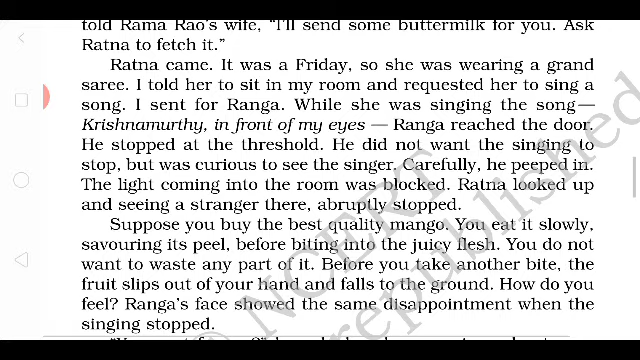 told Rama Rao's wife, "I'll send some buttermilk for you. Ask
Ratna to fetch it."
Ratna came. It was a Friday, so she was wearing a grand
saree. I told her to sit in my room and requested her to sing a
song. I sent for Ranga. While she was singing the song—
Krishnamurthy, in front of my eyes — Ranga reached the door.
He stopped at the threshold. He did not want the singing to
stop, but was curious to see the singer. Carefully, he peeped in.
The light coming into the room was blocked. Ratna looked up
and seeing a stranger there, abruptly stopped.
Suppose you buy the best quality mango. You eat it slowly,
savouring its peel, before biting into the juicy flesh. You do not
want to waste any part of it. Before you take another bite, the
fruit slips out of your hand and falls to the ground. How do you
feel? Ranga's face showed the same disappointment when the
singing stopped.
© NCERT
republished